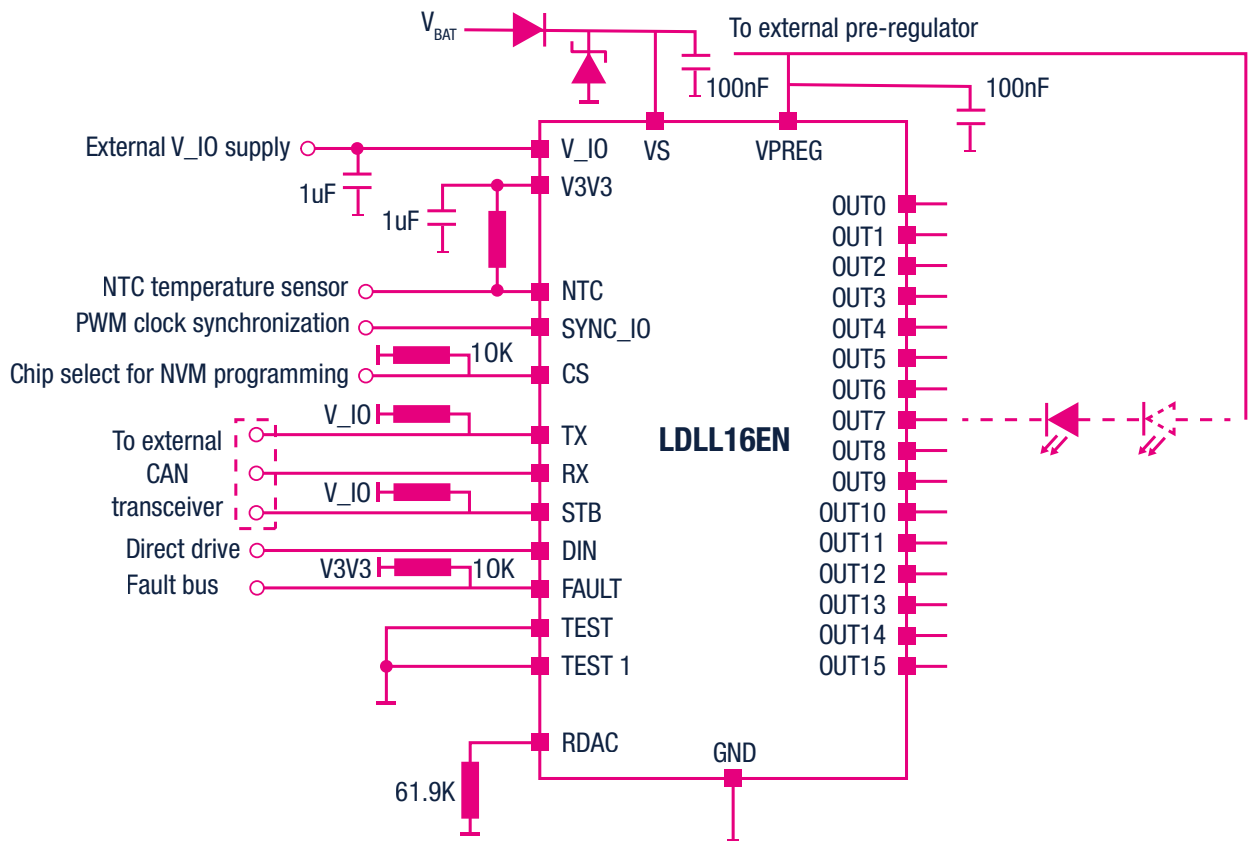 V_BAT
To external pre-regulator
100nF
100nF
External V_IO supply
V_IO
VS
VPREG
1uF
V3V3
1uF
OUT0
OUT1
OUT2
NTC temperature sensor
NTC
OUT3
PWM clock synchronization
SYNC_IO
OUT4
10K
OUT5
Chip select for NVM programming
CS
OUT6
V_IO
OUT7
To external
CAN
transceiver
TX
LDLL16EN
OUT8
RX
OUT9
V_IO
STB
OUT10
Direct drive
DIN
OUT11
V3V3
10K
OUT12
Fault bus
FAULT
OUT13
TEST
OUT14
TEST 1
OUT15
RDAC
GND
61.9K